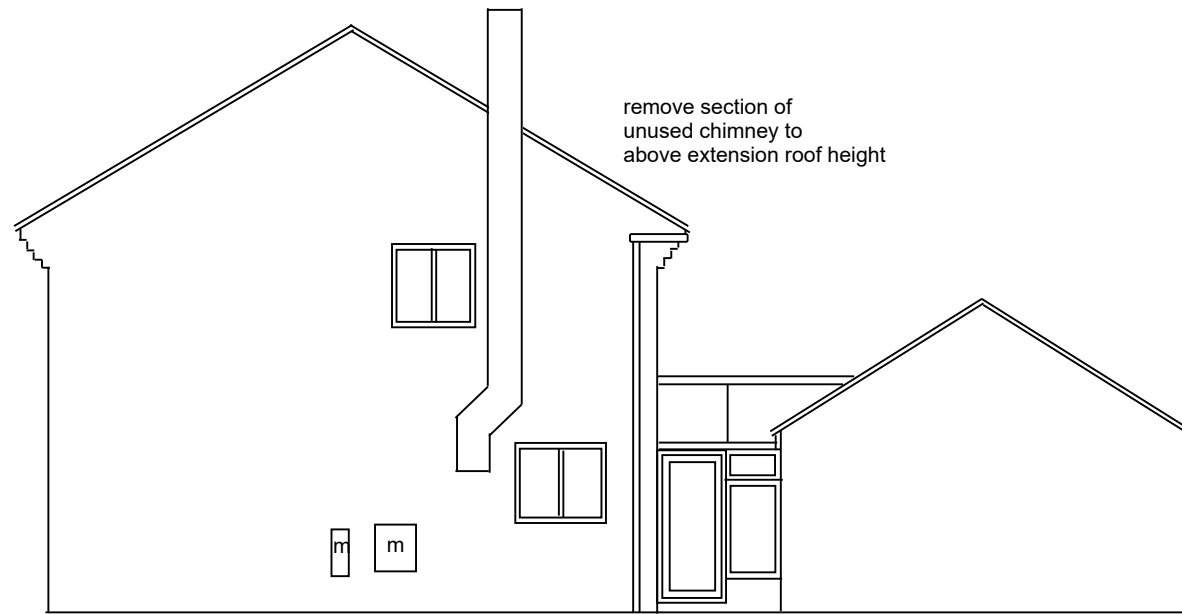 remove section of
unused chimney to
above extension roof height
m
m